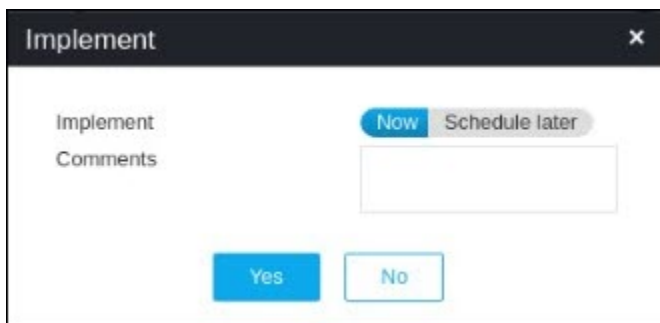 Implement ×
Implement Now Schedule later
Comments
Yes No